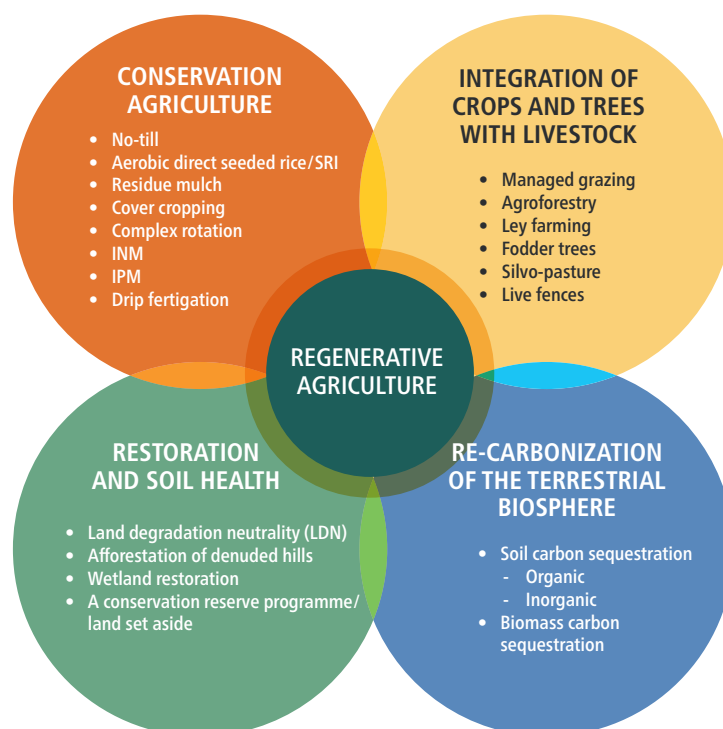 CONSERVATION
AGRICULTURE
• No-till
• Aerobic direct seeded rice/SRI
• Residue mulch
• Cover cropping
• Complex rotation
• INM
• IPM
• Drip fertigation
INTEGRATION OF
CROPS AND TREES
WITH LIVESTOCK
• Managed grazing
• Agroforestry
• Ley farming
• Fodder trees
• Silvo-pasture
• Live fences
REGENERATIVE
AGRICULTURE
RESTORATION
AND SOIL HEALTH
• Land degradation neutrality (LDN)
• Afforestation of denuded hills
• Wetland restoration
• A conservation reserve programme/
land set aside
RE-CARBONIZATION
OF THE TERRESTRIAL
BIOSPHERE
• Soil carbon sequestration
- Organic
- Inorganic
• Biomass carbon
sequestration